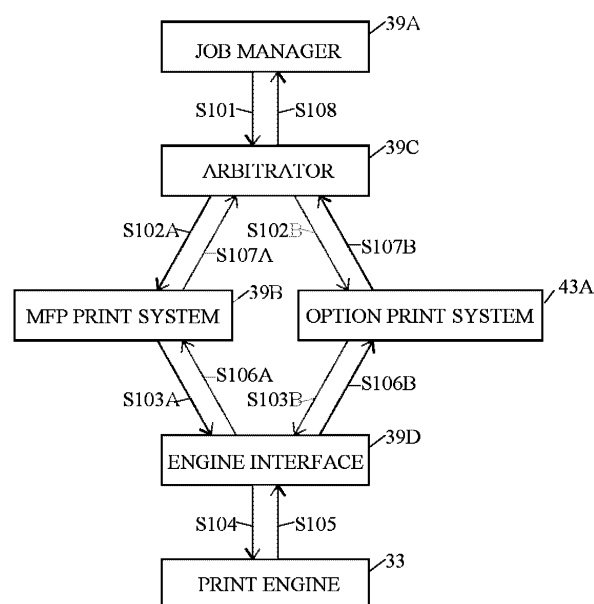 39A
JOB MANAGER
S101
S108
39C
ARBITRATOR
S102A
S102B
S107A
S107B
39B
43A
MFP PRINT SYSTEM
OPTION PRINT SYSTEM
S106A
S103A
S103B
S106B
39D
ENGINE INTERFACE
S104
S105
33
PRINT ENGINE